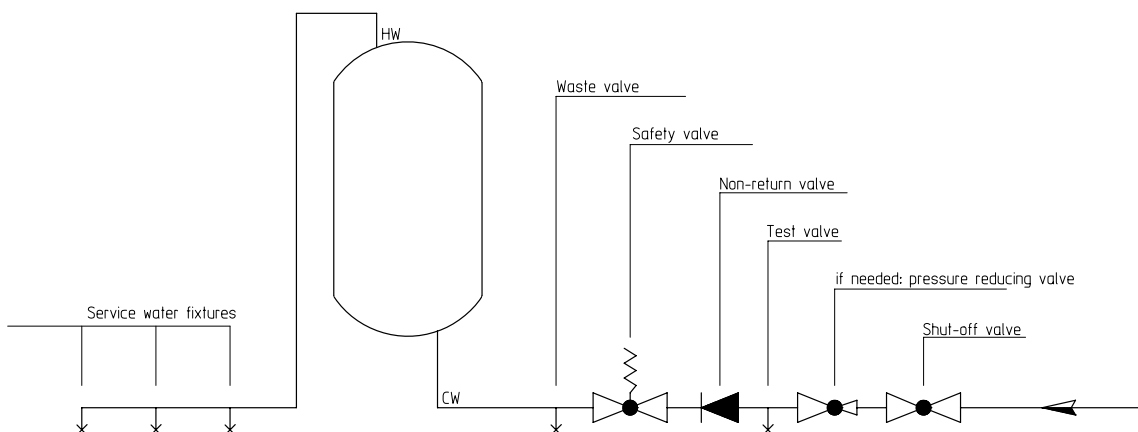 HW
Waste valve
Safety valve
Non-return valve
Test valve
if needed: pressure reducing valve
Service water fixtures
Shut-off valve
CW